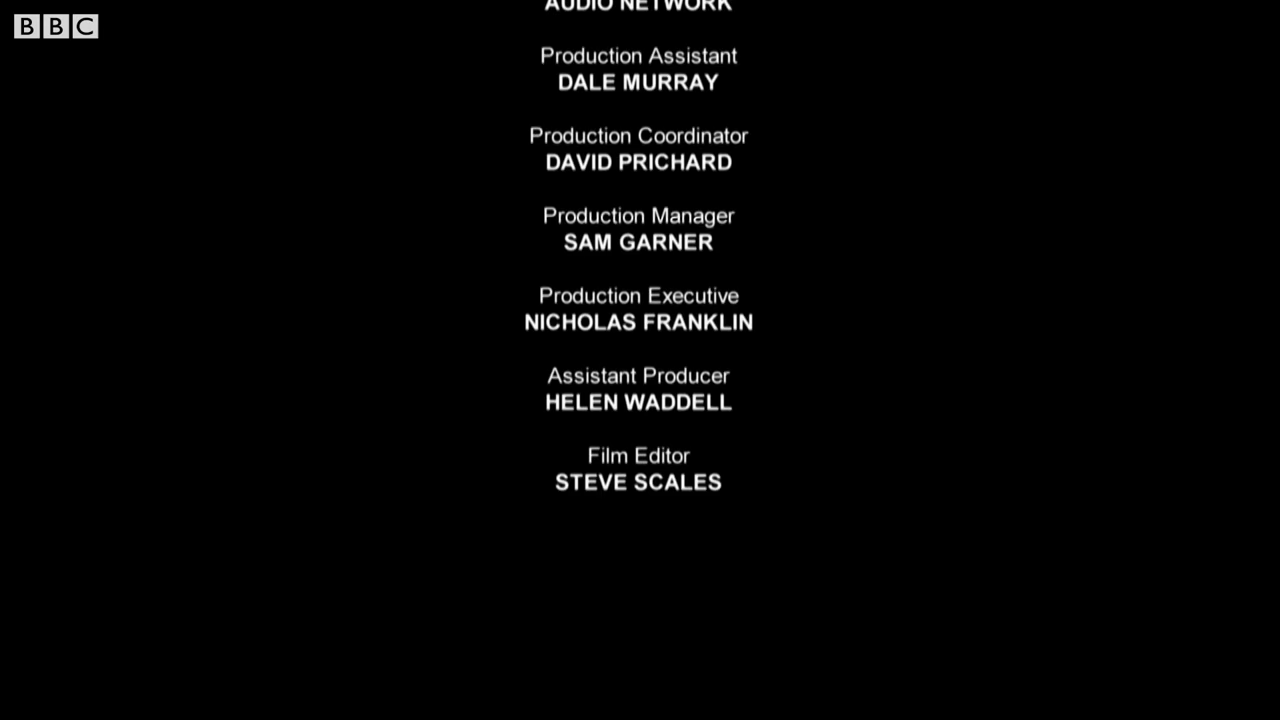 BBC
AUDIO NETWORK
Production Assistant
DALE MURRAY
Production Coordinator
DAVID PRICHARD
Production Manager
SAM GARNER
Production Executive
NICHOLAS FRANKLIN
Assistant Producer
HELEN WADDELL
Film Editor
STEVE SCALES